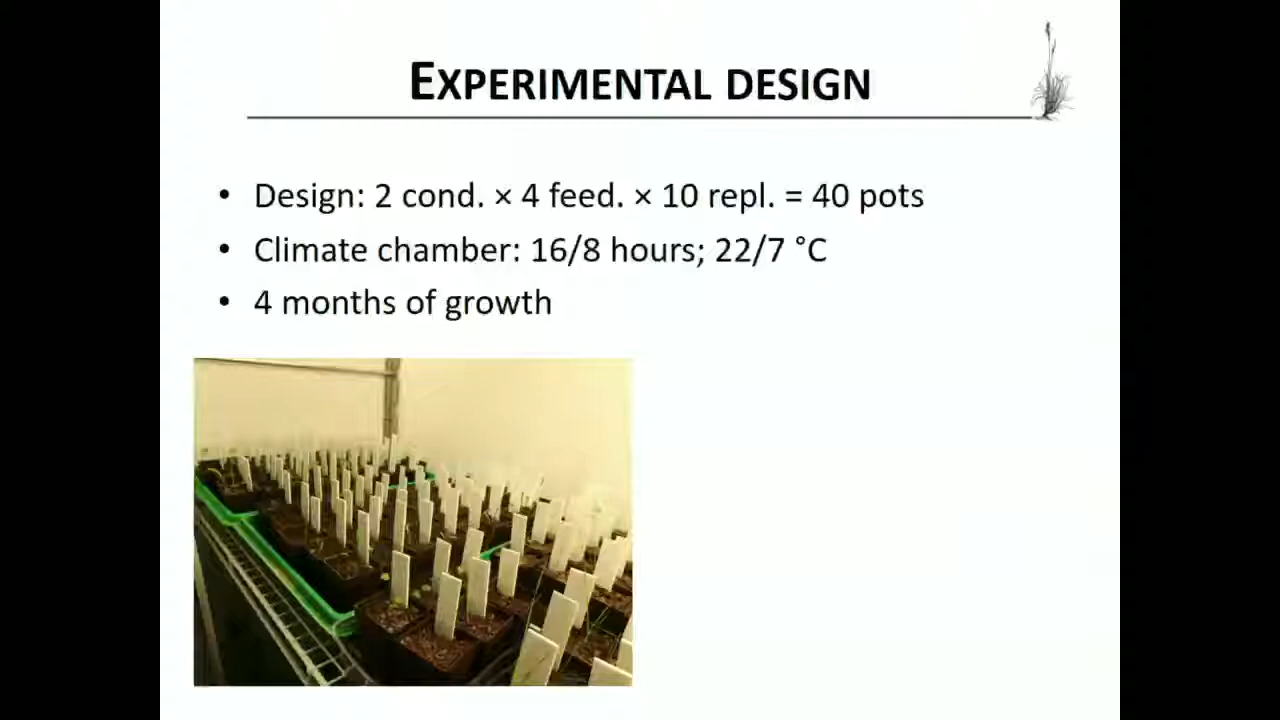 EXPERIMENTAL DESIGN
• Design: 2 cond. × 4 feed. × 10 repl. = 40 pots
• Climate chamber: 16/8 hours; 22/7 °C
• 4 months of growth